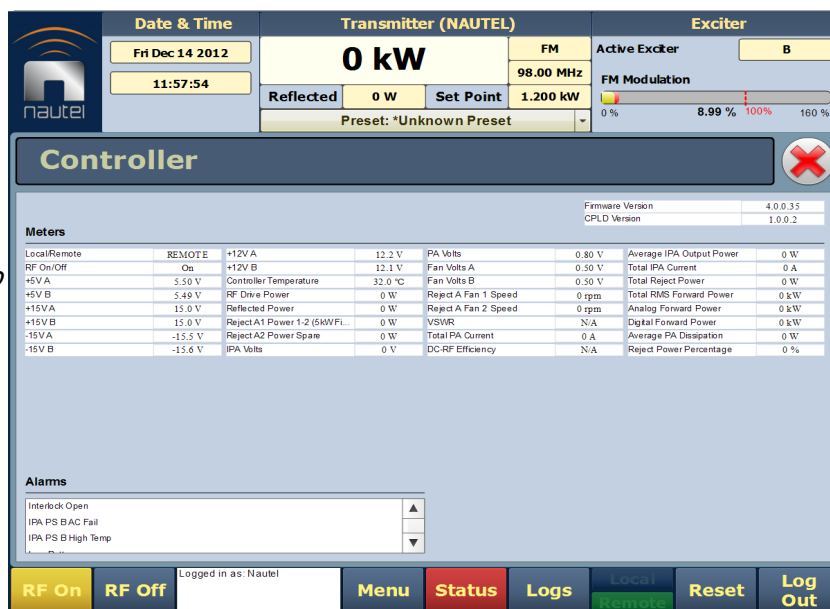 Date & Time
Transmitter (NAUTEL)
Exciter
Fri Dec 14 2012
11:57:54
0 kW
FM
98.00 MHz
Reflected 0 W Set Point 1.200 kW
Preset: *Unknown Preset
Active Exciter B
FM Modulation
0 % 8.99 % 100% 160 %
nautel
Controller
Firmware Version 4.0.0.35
CPLD Version 1.0.0.2
Meters
Local/Remote REMOTE +12V A 12.2 V PA Volts 0.80 V Average IPA Output Power 0 W
RF On/Off On +12V B 12.1 V Fan Volts A 0.50 V Total IPA Current 0 A
+5V A 5.50 V Controller Temperature 32.0 °C Fan Volts B 0.50 V Total Reject Power 0 W
+5V B 5.49 V RF Drive Power 0 W Reject A Fan 1 Speed 0 rpm Total RMS Forward Power 0 kW
+15V A 15.0 V Reflected Power 0 W Reject A Fan 2 Speed 0 rpm Analog Forward Power 0 kW
+15V B 15.0 V Reject A1 Power 1-2 (5kW Fi... 0 W VSWR N/A Digital Forward Power 0 kW
-15V A -15.5 V Reject A2 Power Spare 0 W Total PA Current 0 A Average PA Dissipation 0 W
-15V B -15.6 V IPA Volts 0 V DC-RF Efficiency N/A Reject Power Percentage 0 %
Alarms
Interlock Open
IPA PS B AC Fail
IPA PS B High Temp
RF On RF Off Logged in as: Nautel Menu Status Logs Local Remote Reset Log Out